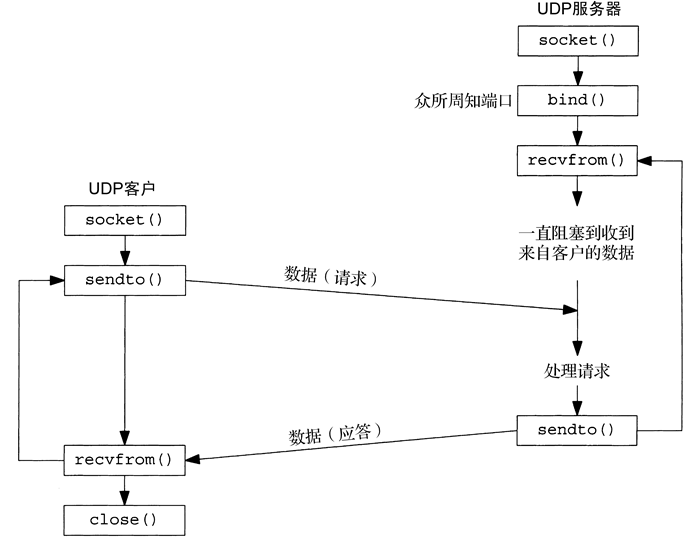 UDP服务器
socket()
众所周知端口
bind()
recvfrom()
UDP客户
socket()
一直阻塞到收到
来自客户的数据
sendto()
数据（请求）
处理请求
数据（应答）
sendto()
recvfrom()
close()